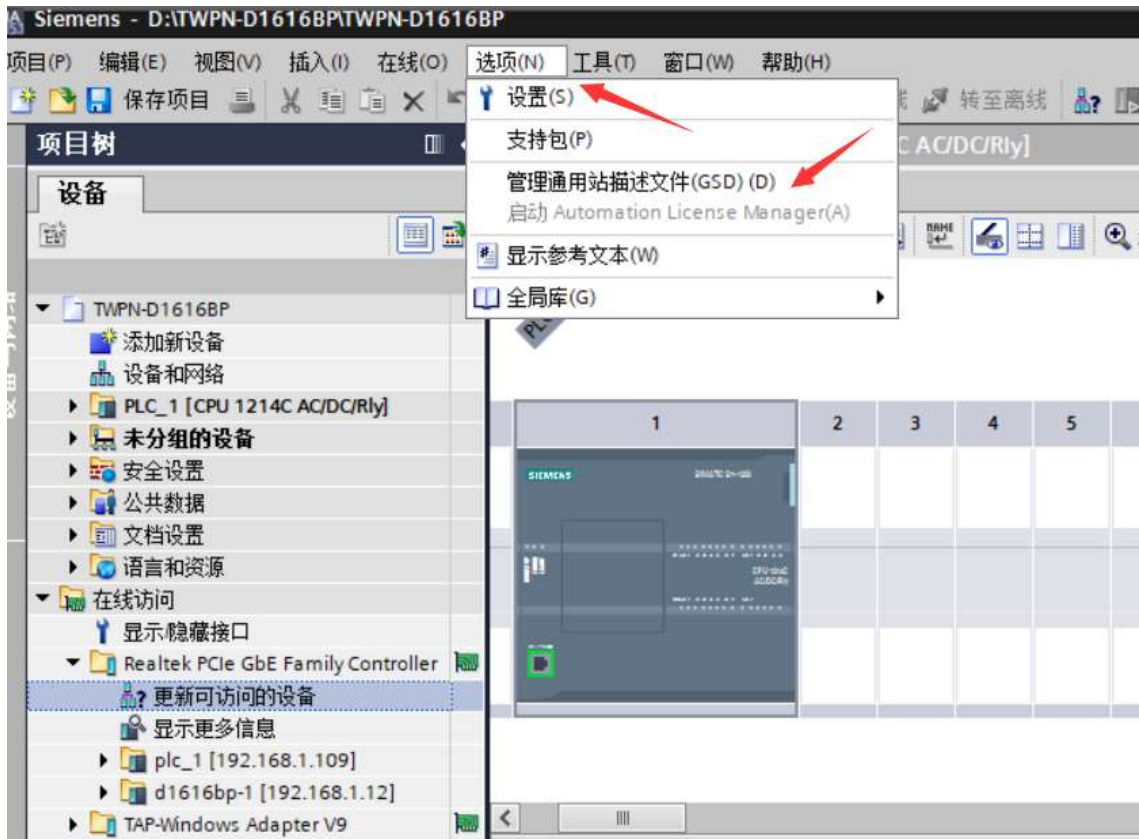 Siemens - D:\TWPN-D1616BP\TWPN-D1616BP
项目(P) 编辑(E) 视图(V) 插入(I) 在线(O) 选项(N) 工具(T) 窗口(W) 帮助(H)
保存项目
转至离线
设置(S)
支持包(P)
管理通用站描述文件(GSD) (D)
启动 Automation License Manager(A)
显示参考文本(W)
全局库(G)
项目树
C AC/DC/Rly]
设备
TWPN-D1616BP
添加新设备
设备和网络
PLC_1 [CPU 1214C AC/DC/Rly]
未分组的设备
安全设置
公共数据
文档设置
语言和资源
在线访问
显示/隐藏接口
Realtek PCIe GbE Family Controller
更新可访问的设备
显示更多信息
plc_1 [192.168.1.109]
d1616bp-1 [192.168.1.12]
TAP-Windows Adapter V9
PLC
1 2 3 4 5
SIEMENS